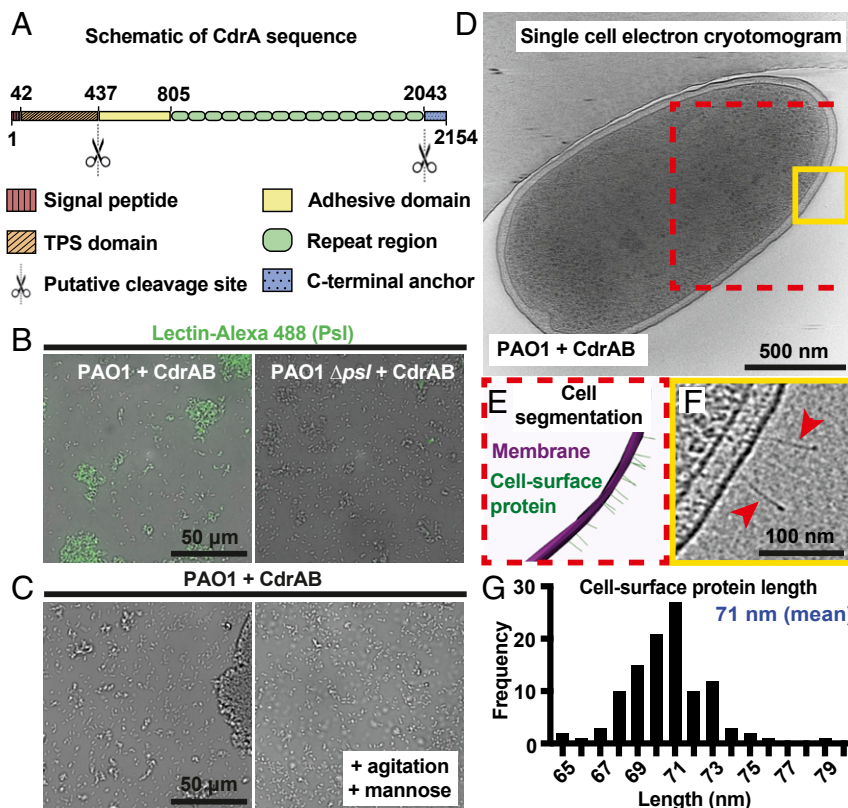 A
Schematic of CdrA sequence
42 437 805 2043
1 2154
Signal peptide
Adhesive domain
TPS domain
Repeat region
Putative cleavage site
C-terminal anchor
B
Lectin-Alexa 488 (Psl)
PAO1 + CdrAB
PAO1 Δpsl + CdrAB
50 µm
C
PAO1 + CdrAB
50 µm
+ agitation
+ mannose
D
Single cell electron cryotomogram
PAO1 + CdrAB
500 nm
E
Cell
segmentation
Membrane
Cell-surface
protein
F
100 nm
G
Cell-surface protein length
71 nm (mean)
Frequency
30
20
10
0
65 67 69 71 73 75 77 79
Length (nm)